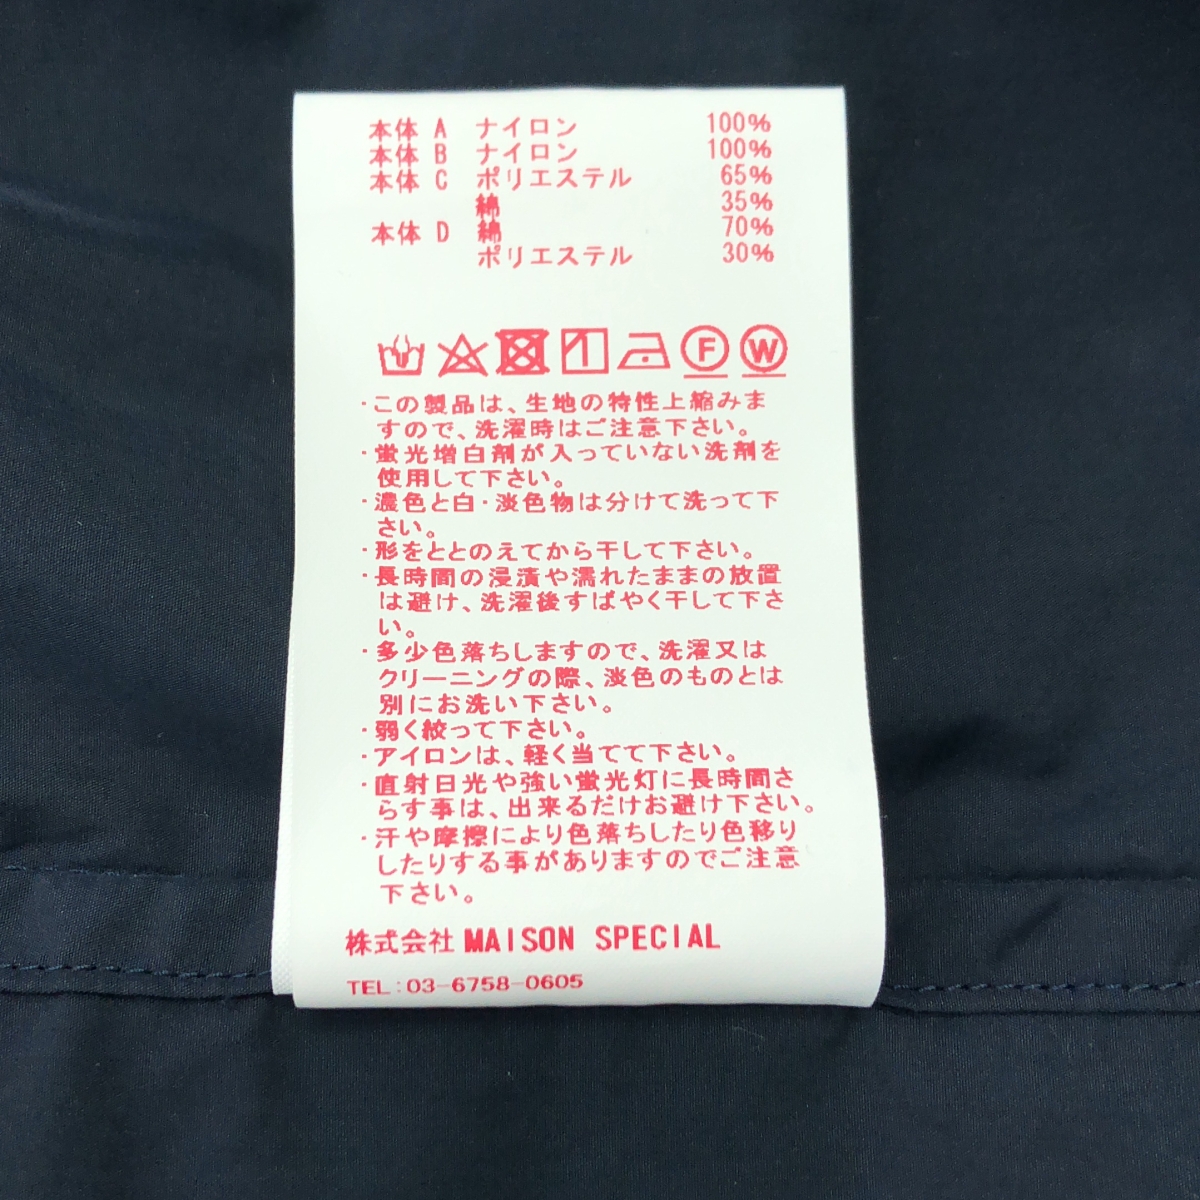 本体 A ナイロン 100%
本体 B ナイロン 100%
本体 C ポリエステル 65%
綿 35%
本体 D 綿 70%
ポリエステル 30%
F W
・この製品は、生地の特性上縮みま
すので、洗濯時はご注意下さい。
・蛍光増白剤が入っていない洗剤を
使用して下さい。
・濃色と白・淡色物は分けて洗って下
さい。
・形をととのえてから干して下さい。
・長時間の浸漬や濡れたままの放置
は避け、洗濯後すばやく干して下さ
い。
・多少色落ちしますので、洗濯又は
クリーニングの際、淡色のものとは
別にお洗い下さい。
・弱く絞って下さい。
・アイロンは、軽く当てて下さい。
・直射日光や強い蛍光灯に長時間さ
らす事は、出来るだけお避け下さい。
・汗や摩擦により色落ちしたり色移り
したりする事がありますのでご注意
下さい。
株式会社 MAISON SPECIAL
TEL:03-6758-0605